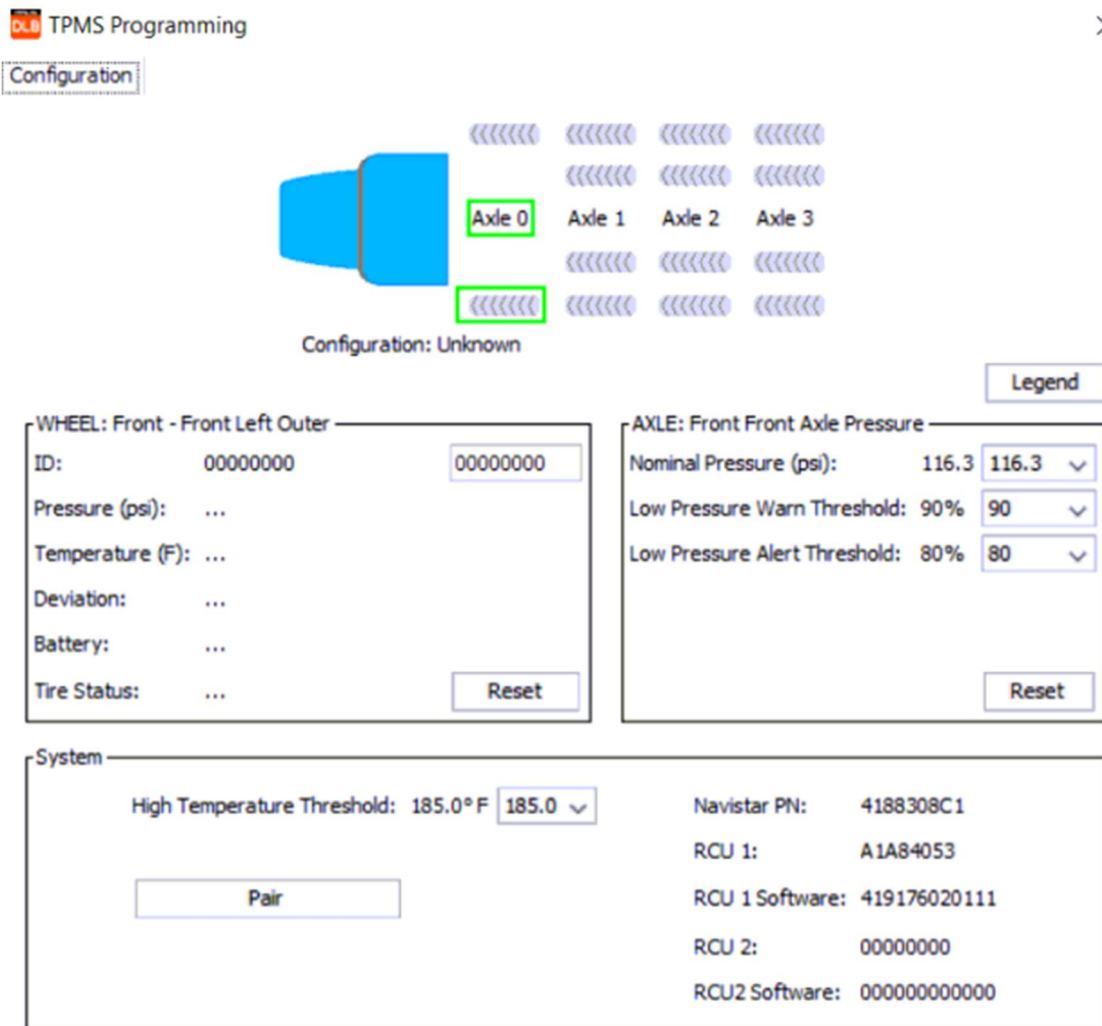 DLB TPMS Programming
Configuration
Axle 0 Axle 1 Axle 2 Axle 3
Configuration: Unknown
Legend
WHEEL: Front - Front Left Outer
ID: 00000000 00000000
Pressure (psi): ...
Temperature (F): ...
Deviation: ...
Battery: ...
Tire Status: ... Reset
AXLE: Front Front Axle Pressure
Nominal Pressure (psi): 116.3 116.3
Low Pressure Warn Threshold: 90% 90
Low Pressure Alert Threshold: 80% 80
Reset
System
High Temperature Threshold: 185.0° F 185.0
Pair
Navistar PN: 4188308C1
RCU 1: A1A84053
RCU 1 Software: 419176020111
RCU 2: 00000000
RCU2 Software: 000000000000